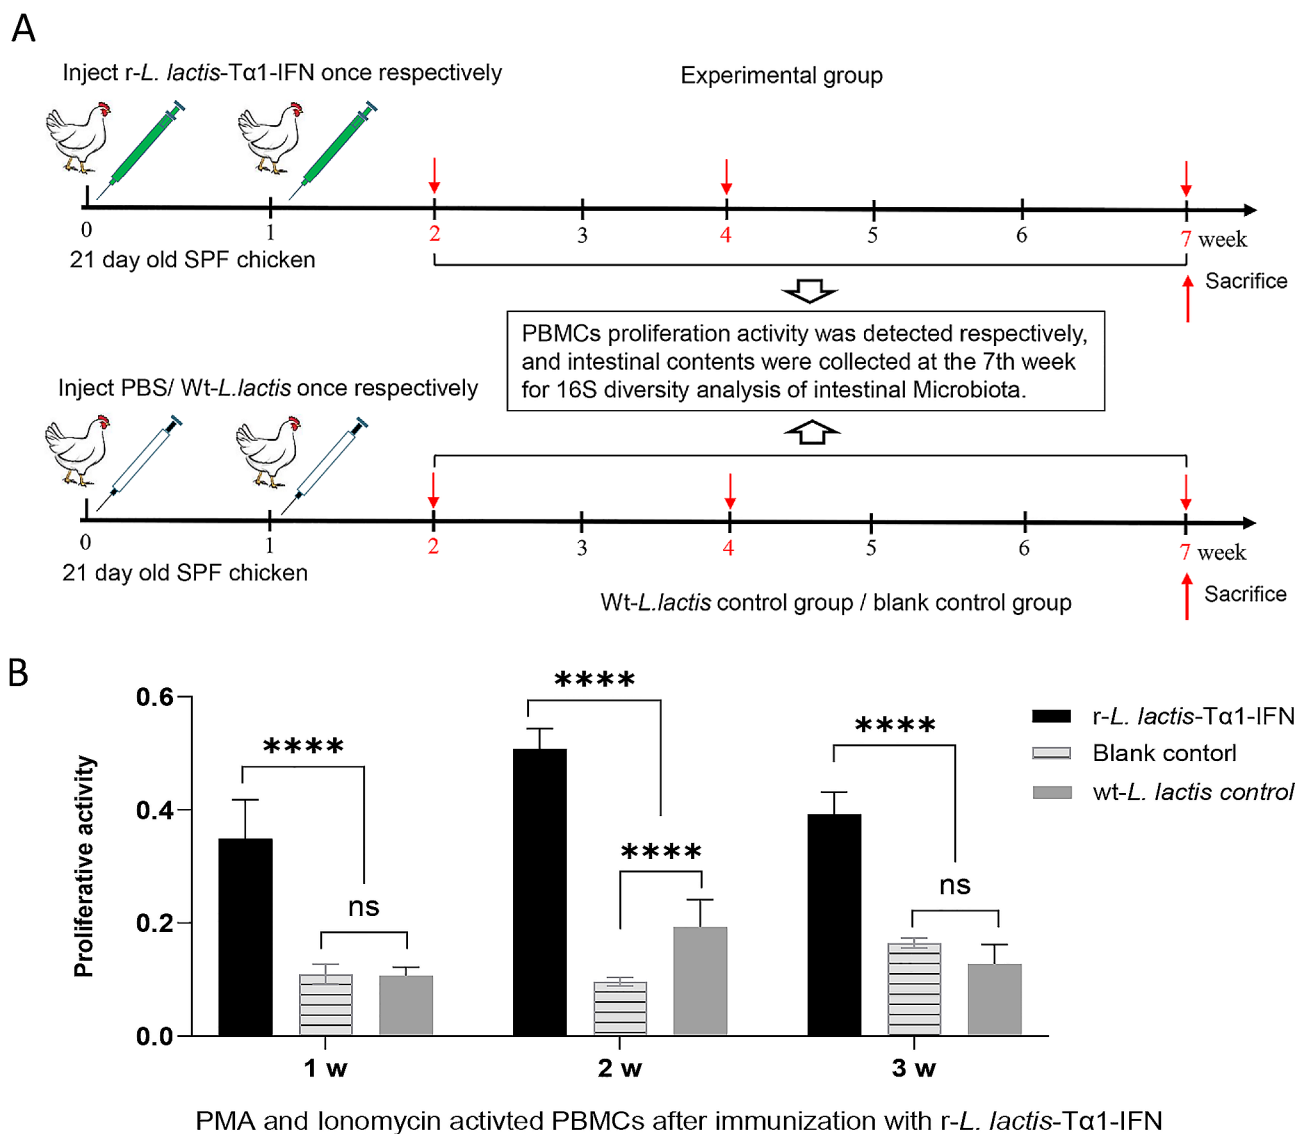 A
Inject r-L. lactis-Tα1-IFN once respectively
Experimental group
0 1 2 3 4 5 6 7 week
21 day old SPF chicken
Sacrifice
PBMCs proliferation activity was detected respectively,
and intestinal contents were collected at the 7th week
for 16S diversity analysis of intestinal Microbiota.
Inject PBS/ Wt-L.lactis once respectively
0 1 2 3 4 5 6 7 week
21 day old SPF chicken
Sacrifice
Wt-L.lactis control group / blank control group
B
Proliferative activity
0.6
0.4
0.2
0.0
****
ns
****
****
****
ns
r-L. lactis-Tα1-IFN
Blank contorl
wt-L. lactis control
1 w 2 w 3 w
PMA and Ionomycin activted PBMCs after immunization with r-L. lactis-Tα1-IFN